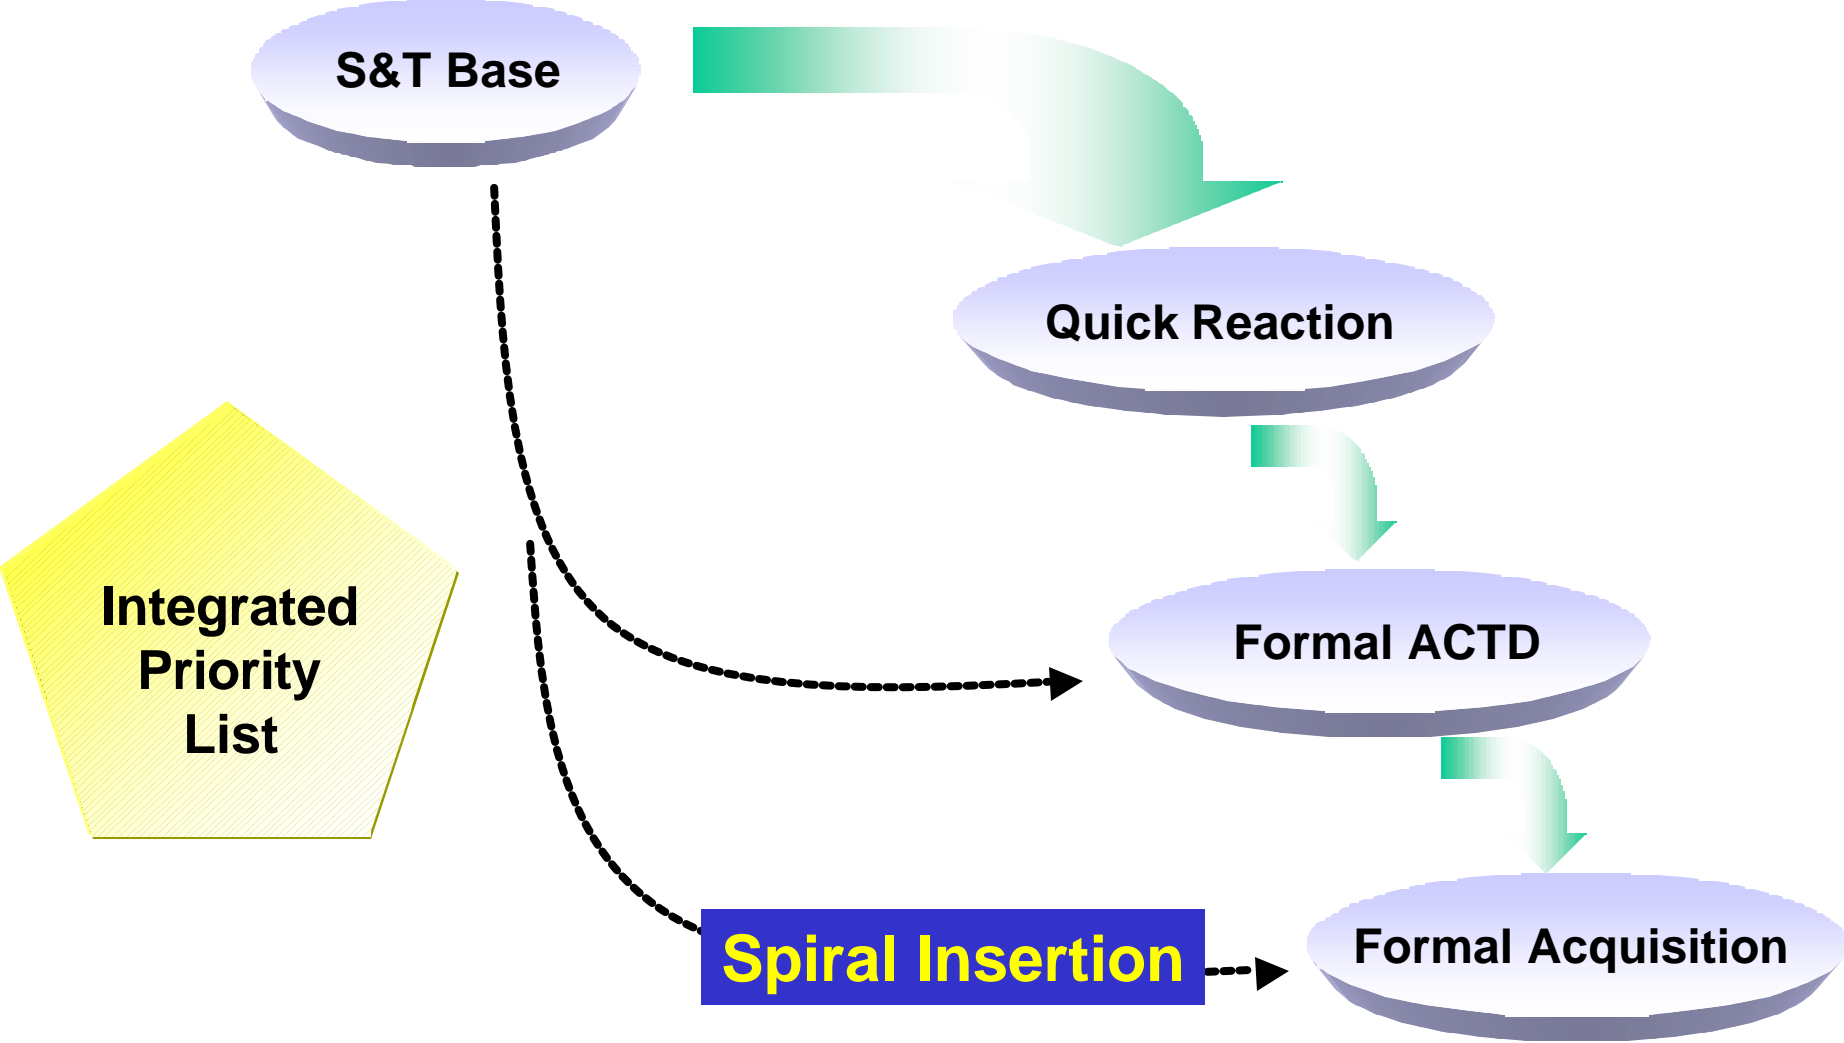 S&T Base
Quick Reaction
Integrated
Priority
List
Formal ACTD
Spiral Insertion
Formal Acquisition